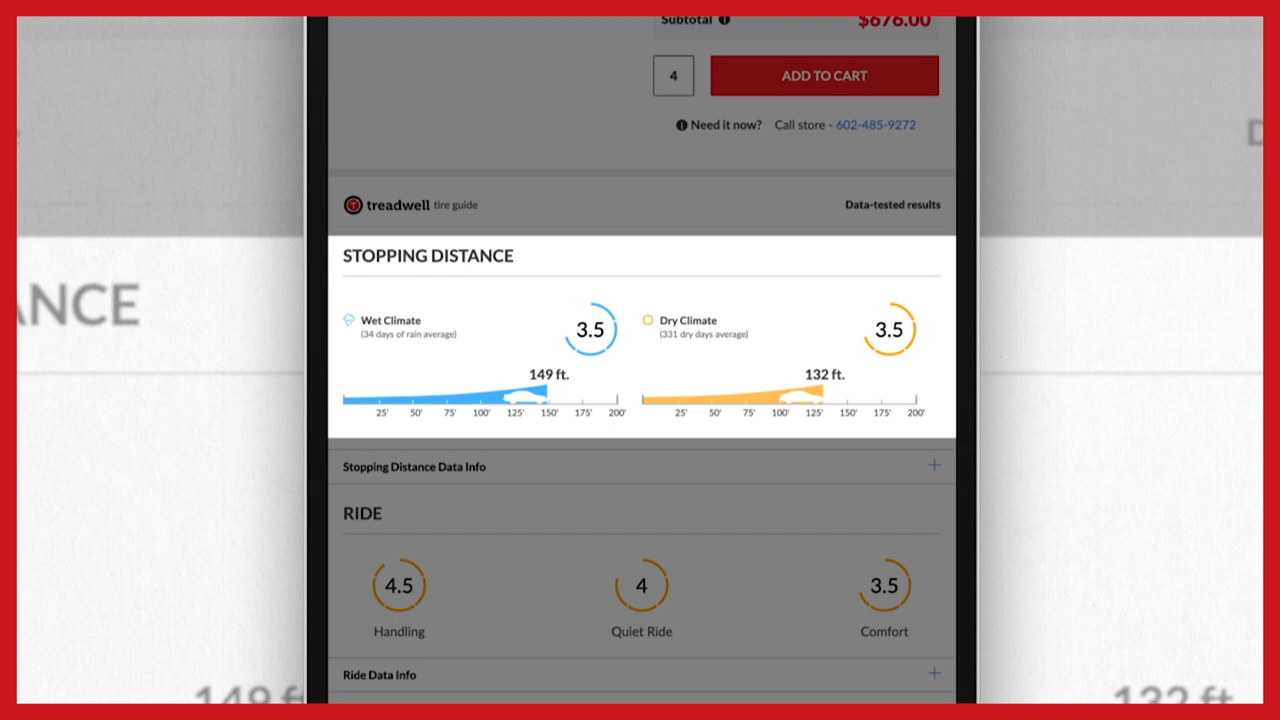 Subtotal $676.00
4 ADD TO CART
Need it now? Call store - 602-485-9272
treadwell tire guide Data-tested results
STOPPING DISTANCE
Wet Climate
(34 days of rain average)
3.5
149 ft.
25' 50' 75' 100' 125' 150' 175' 200'
Dry Climate
(331 dry days average)
3.5
132 ft.
25' 50' 75' 100' 125' 150' 175' 200'
Stopping Distance Data Info
RIDE
4.5 4 3.5
Handling Quiet Ride Comfort
Ride Data Info
ANCE
149 ft
132 ft